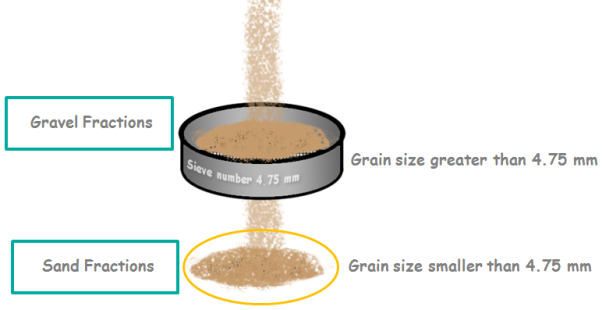 Gravel Fractions
Grain size greater than 4.75 mm
Sieve number 4.75 mm
Sand Fractions
Grain size smaller than 4.75 mm